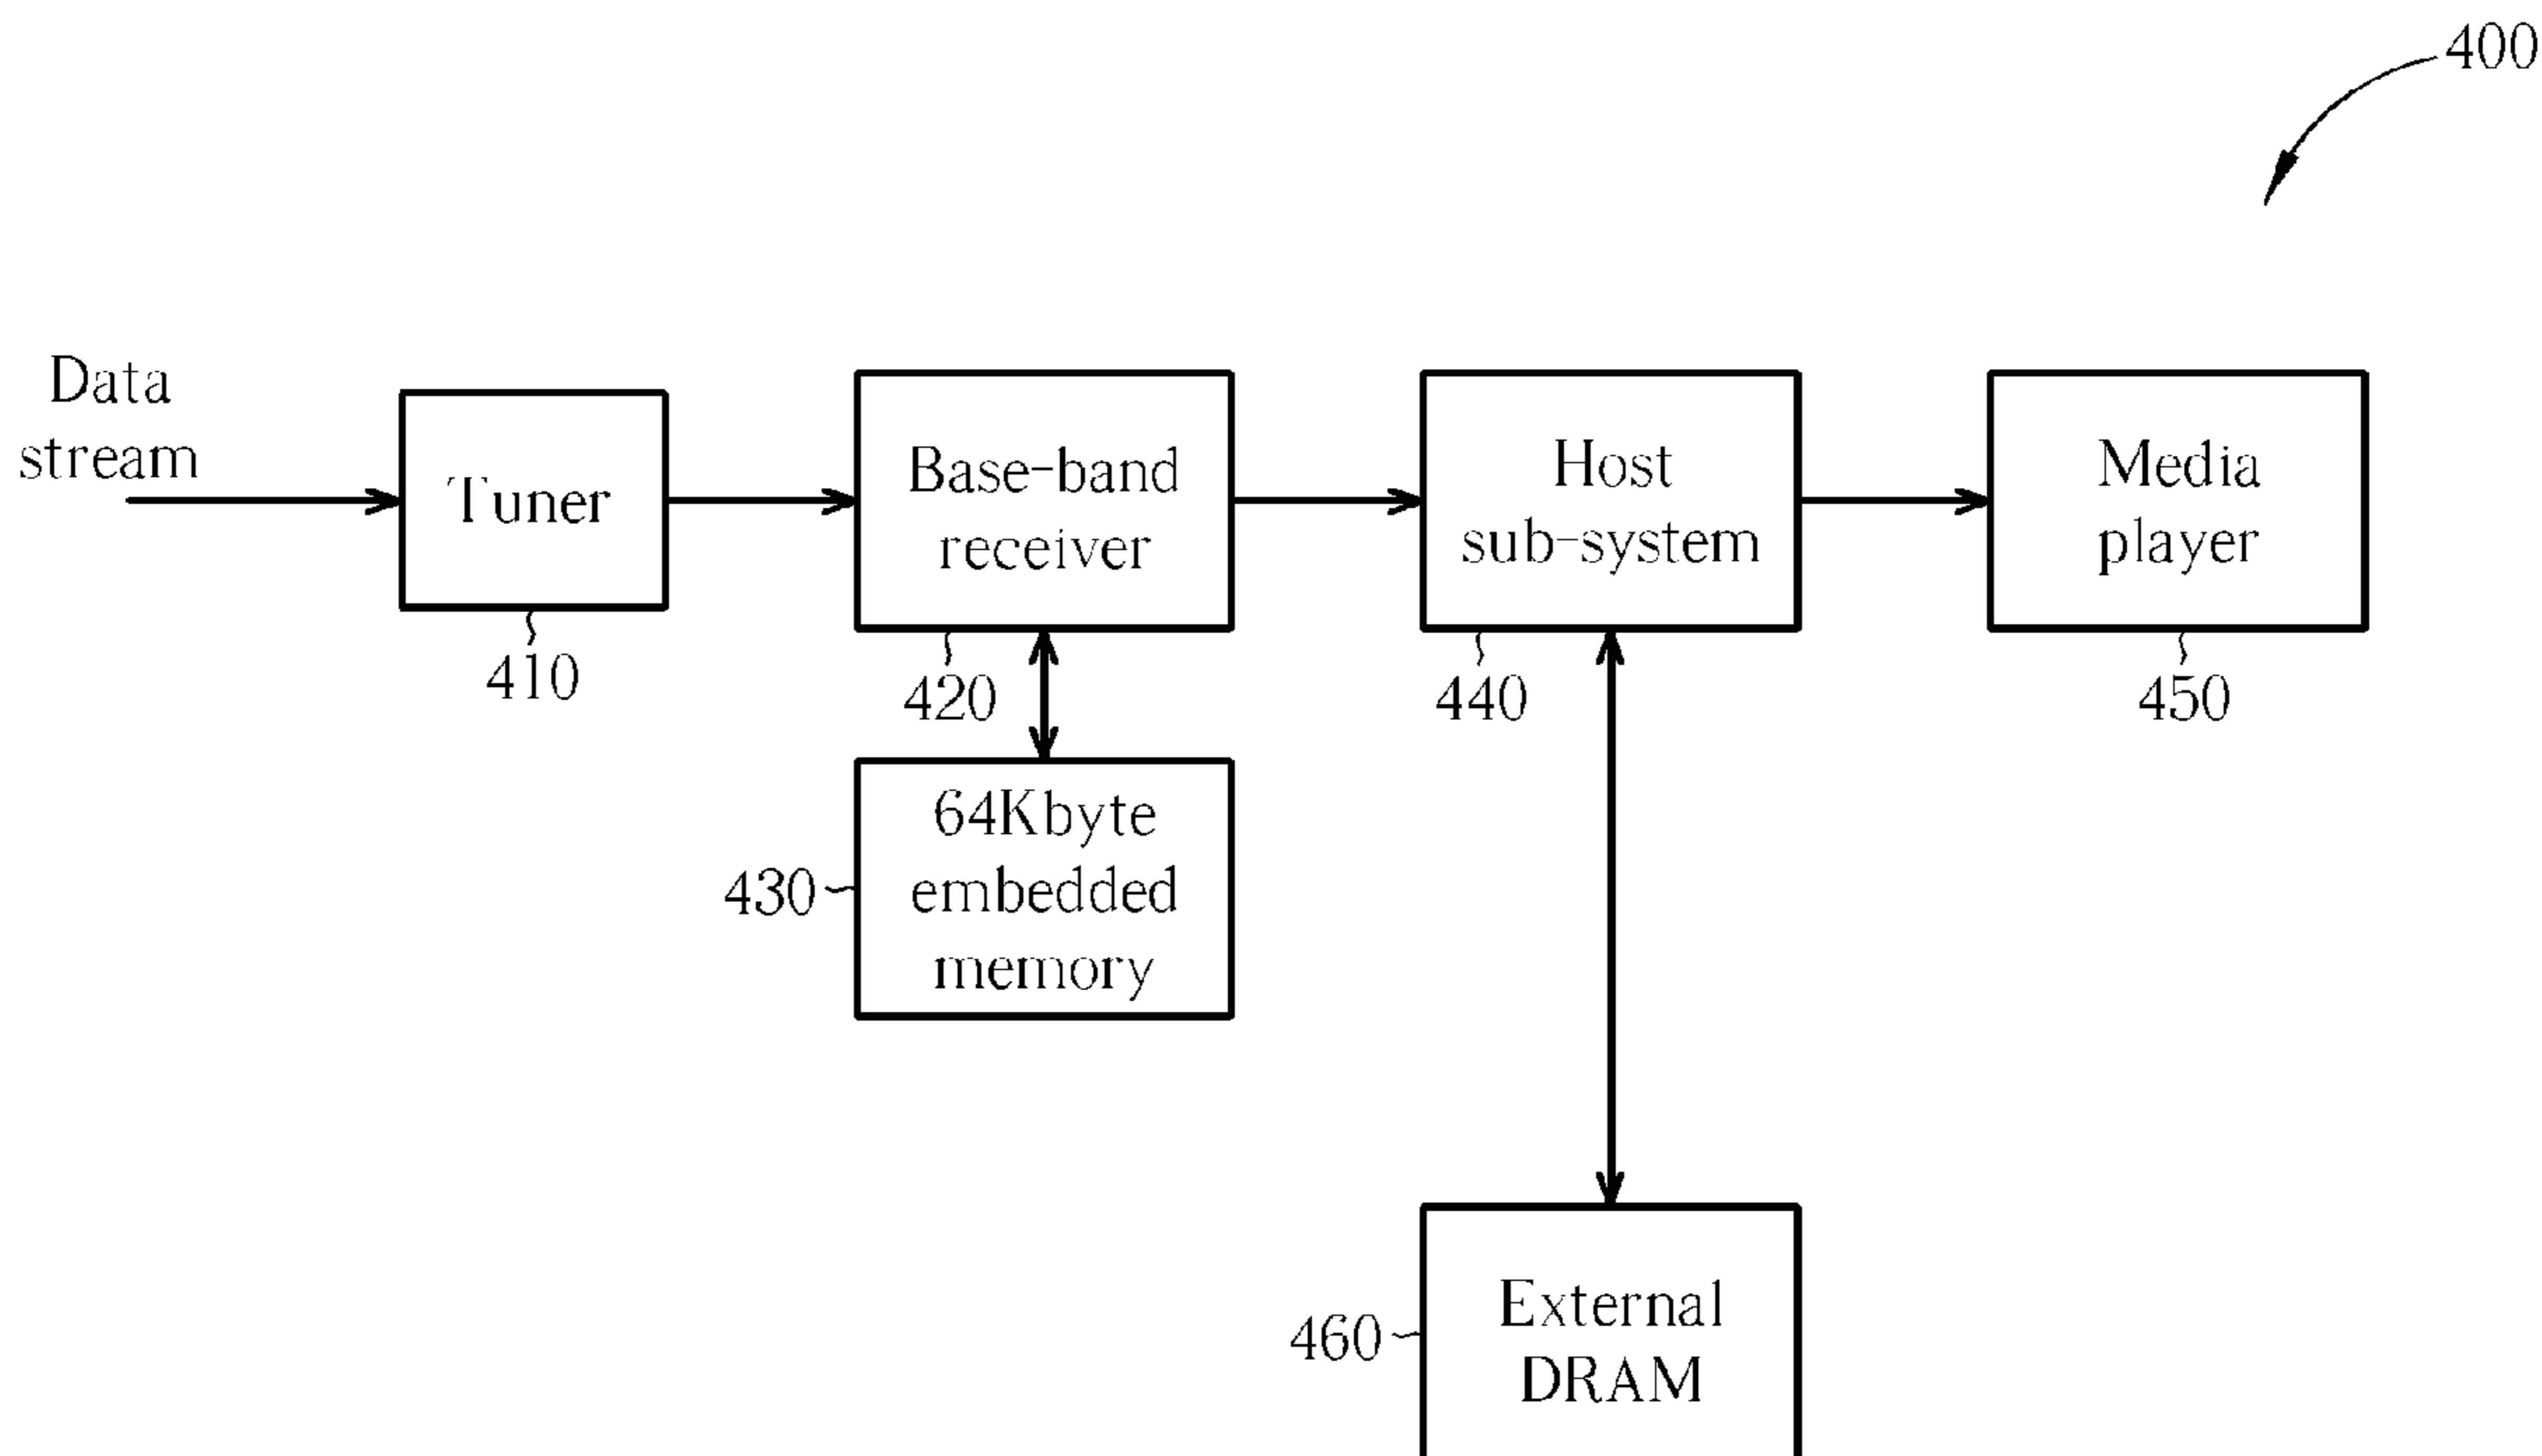 400
Data
stream
Tuner
410
Base-band
receiver
420
Host
sub-system
440
Media
player
450
64Kbyte
embedded
memory
430
External
DRAM
460